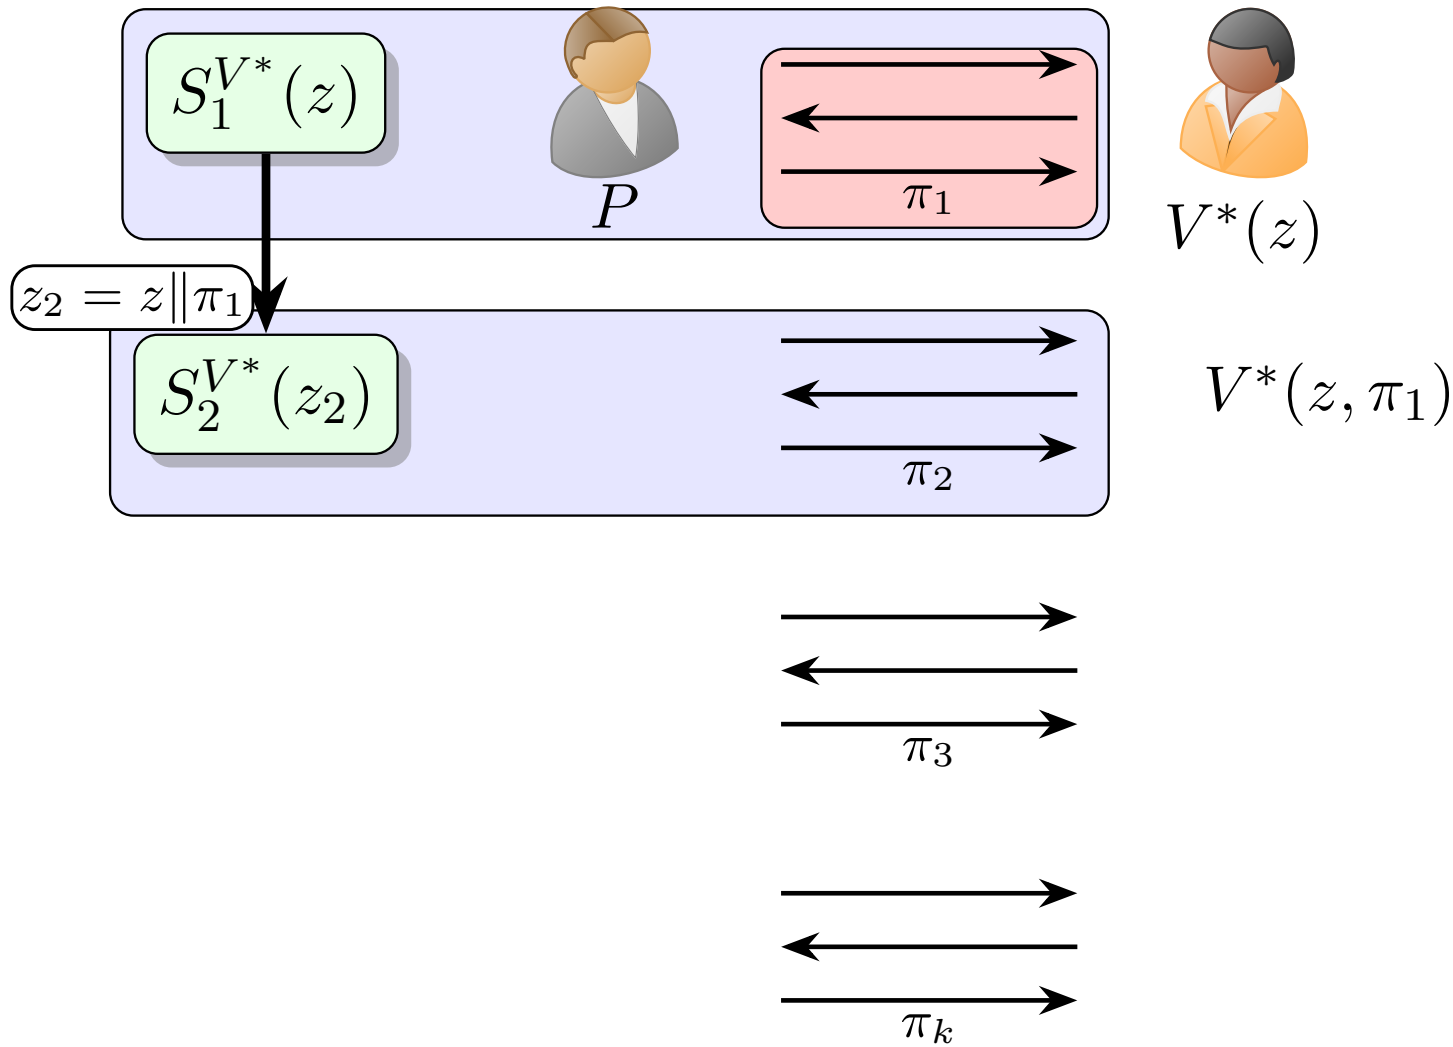 S_1^{V*}(z)
π_1
P
V*(z)
z_2 = z‖π_1
S_2^{V*}(z_2)
V*(z, π_1)
π_2
π_3
π_k